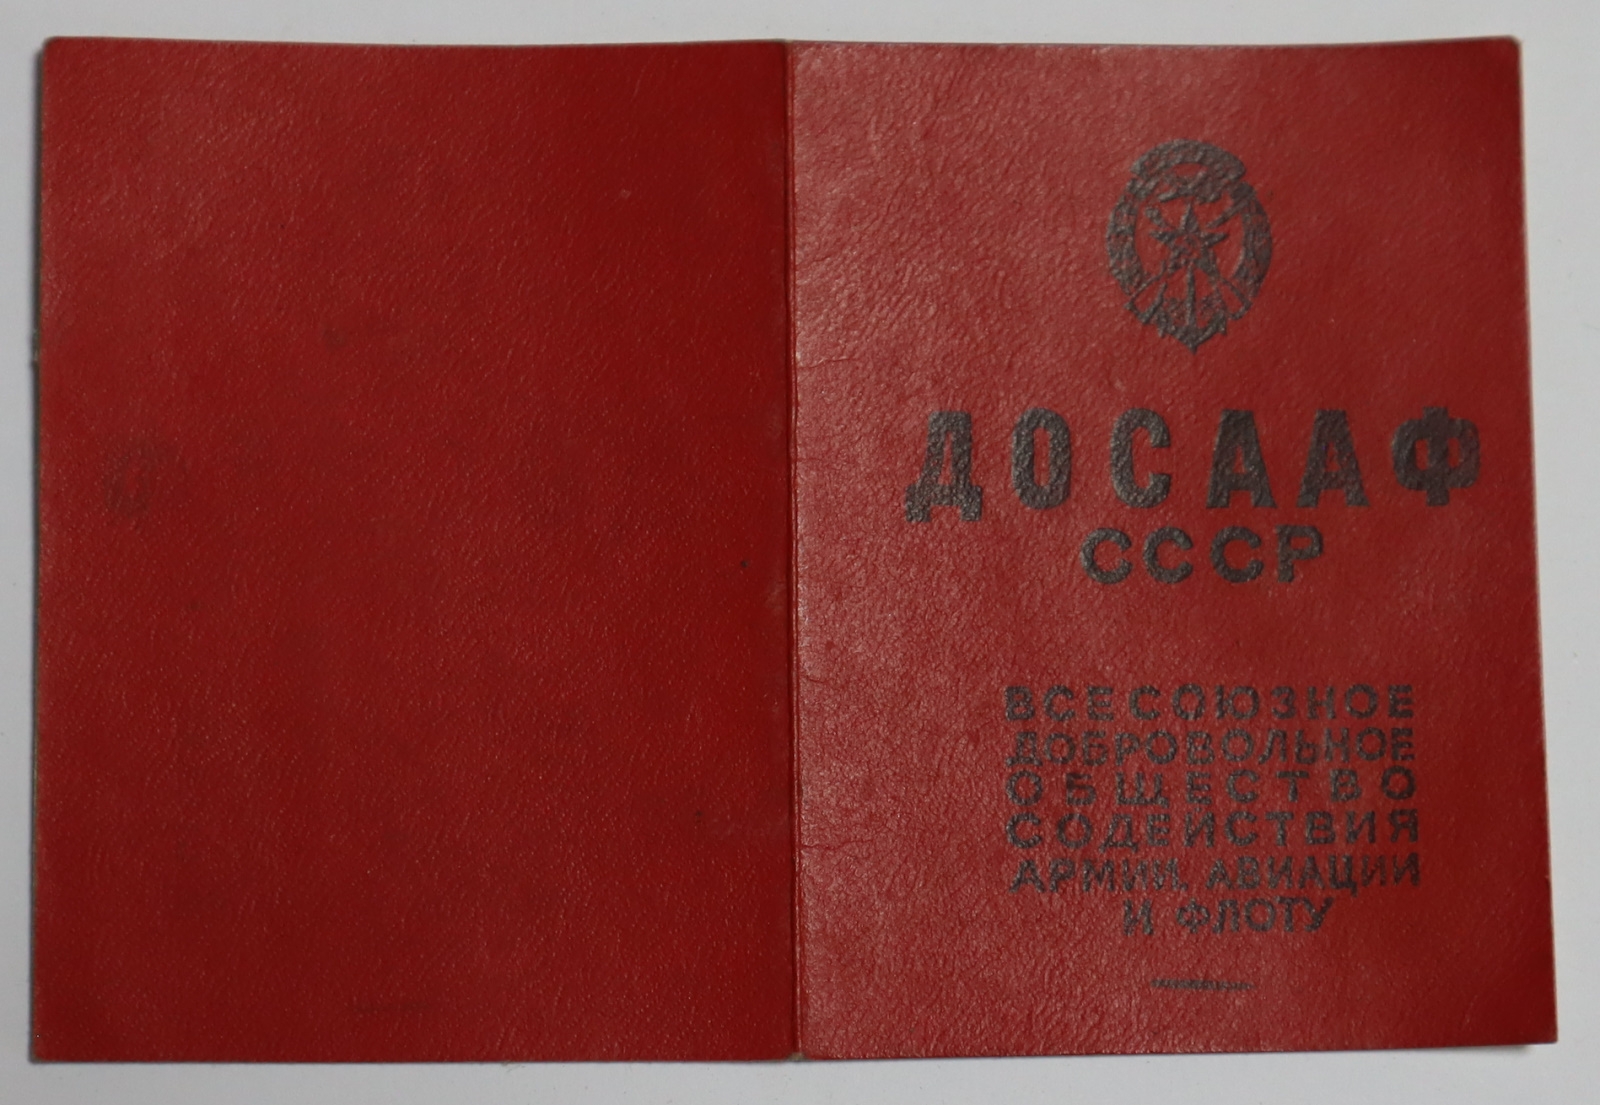 ДОСААФ
СССР
ВСЕСОЮЗНОЕ
ДОБРОВОЛЬНОЕ
ОБЩЕСТВО
СОДЕЙСТВИЯ
АРМИИ, АВИАЦИИ
И ФЛОТУ